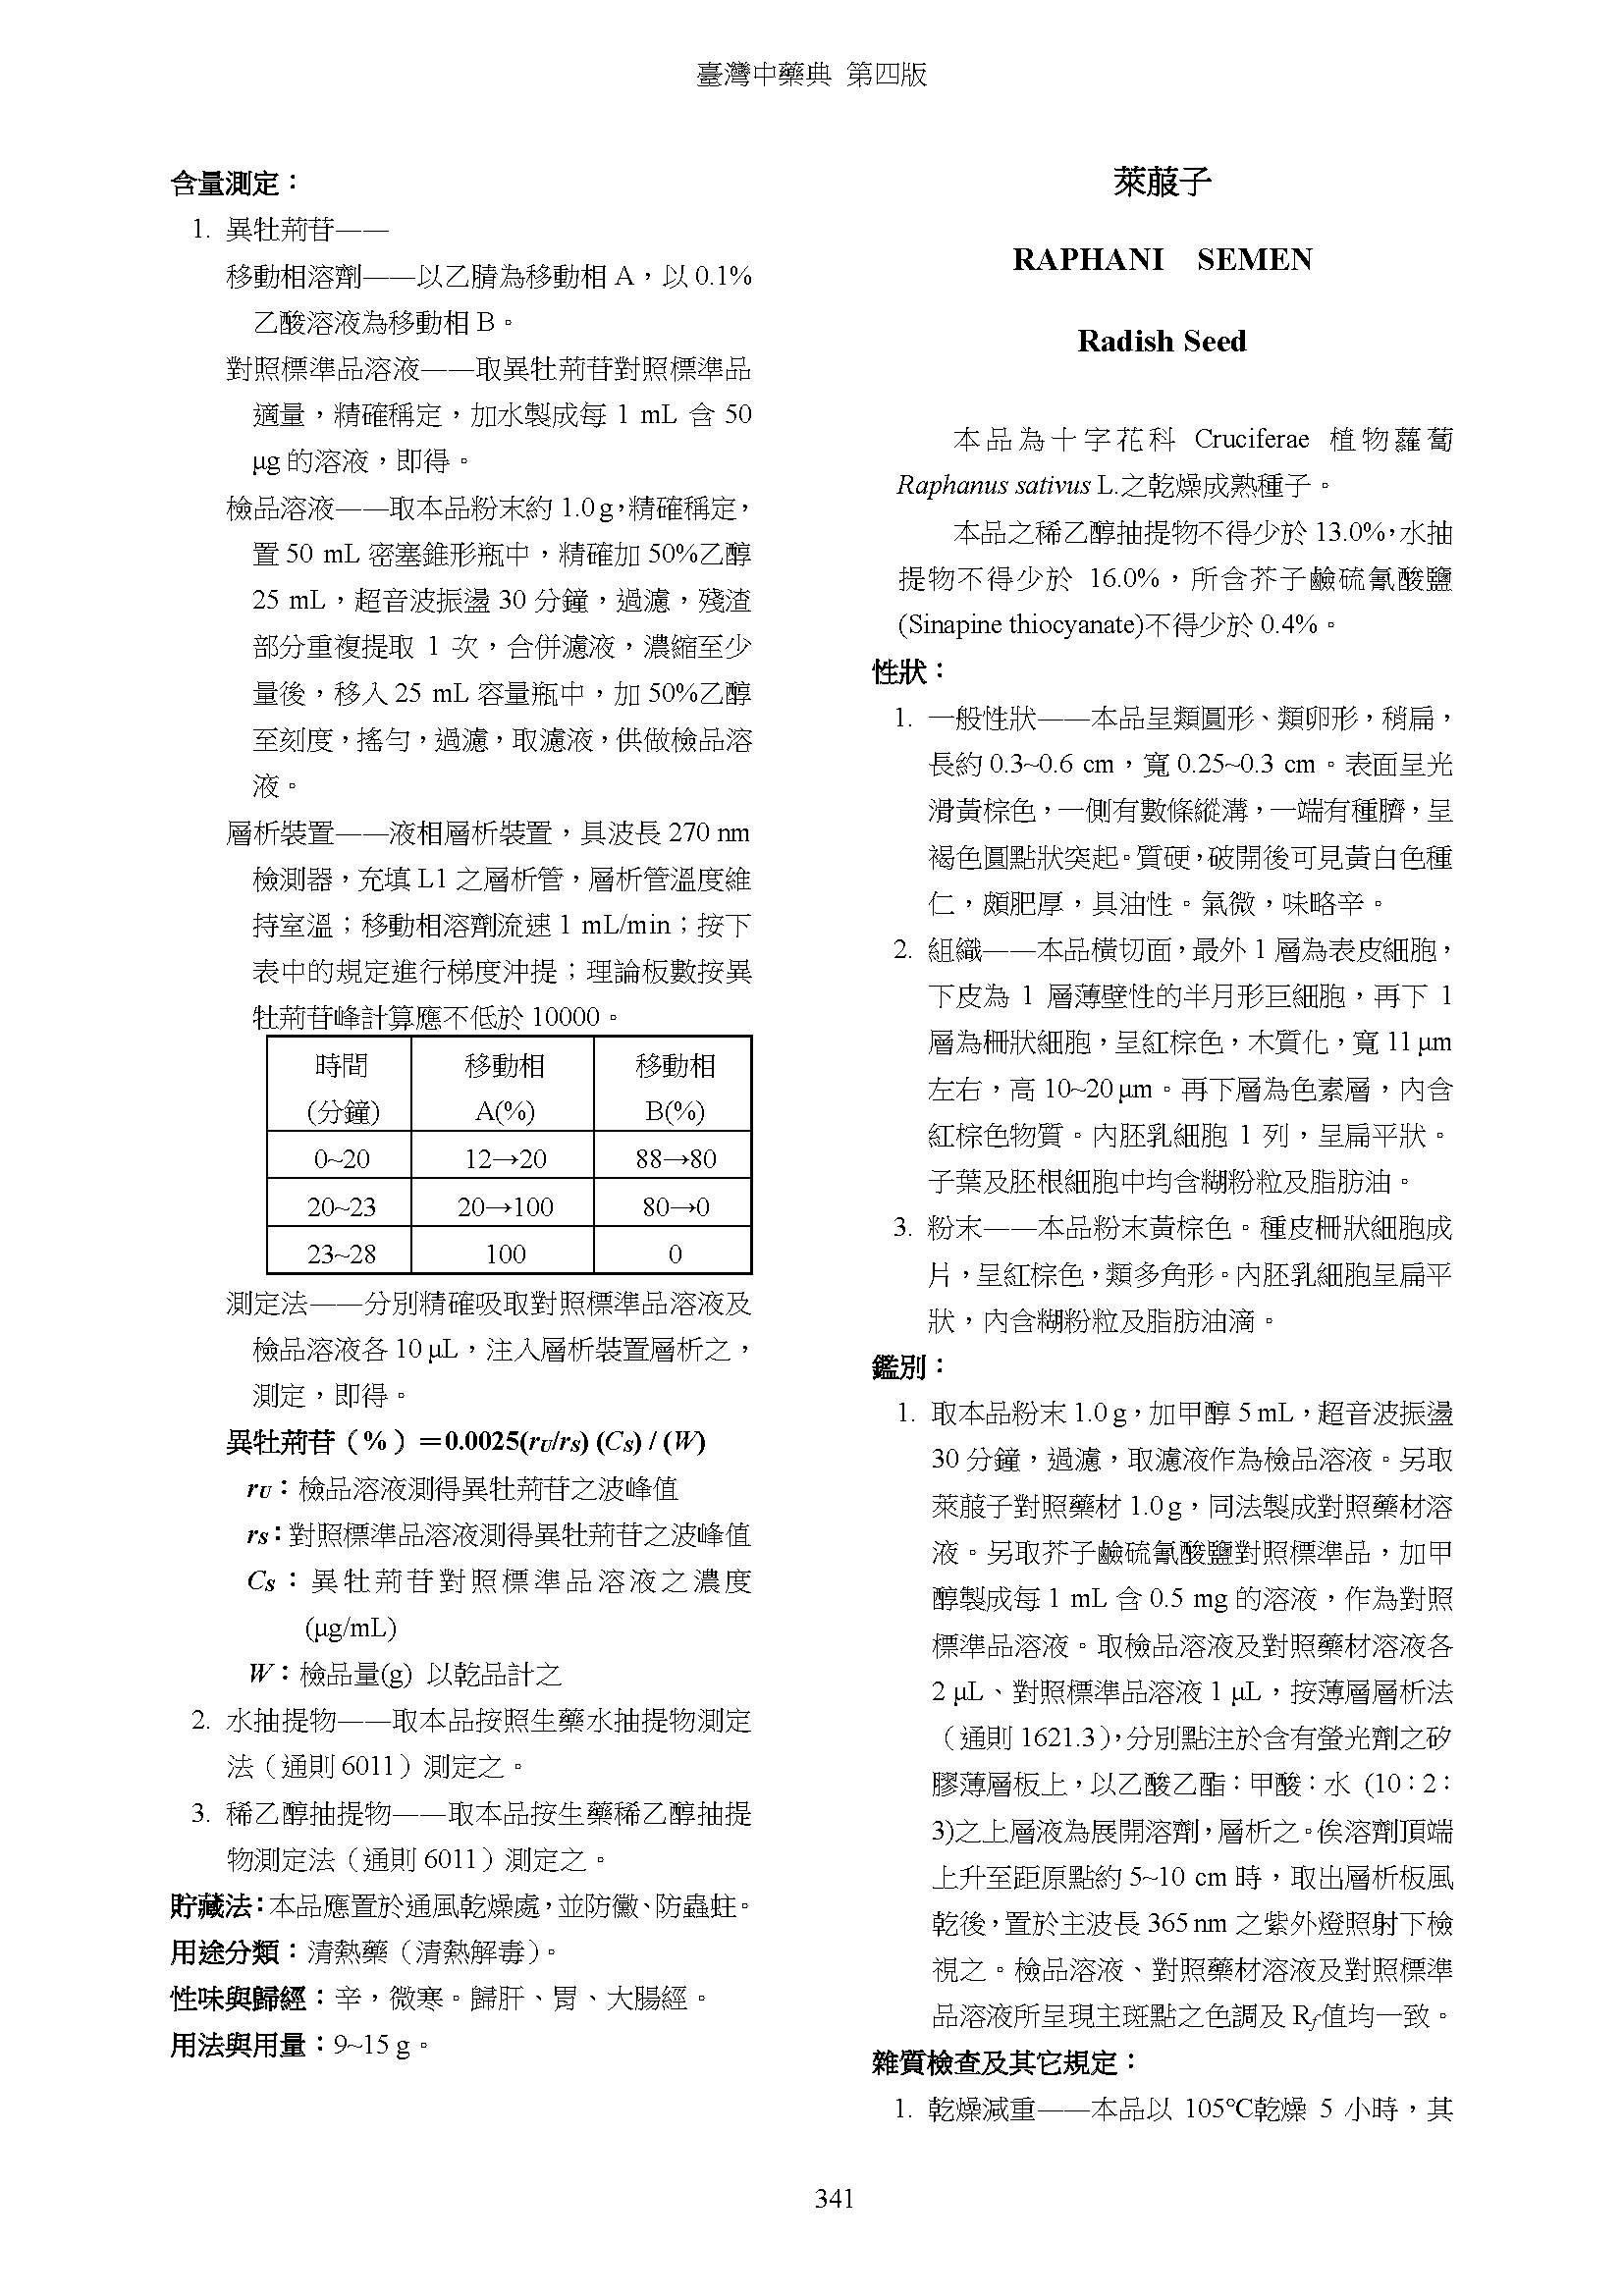 臺灣中藥典 第四版
含量測定：
1. 異牡荊苷——
移動相溶劑——以乙腈為移動相 A，以 0.1%
乙酸溶液為移動相 B。
對照標準品溶液——取異牡荊苷對照標準品
適量，精確稱定，加水製成每 1 mL 含 50
μg 的溶液，即得。
檢品溶液——取本品粉末約 1.0 g，精確稱定，
置 50 mL 密塞錐形瓶中，精確加 50%乙醇
25 mL，超音波振盪 30 分鐘，過濾，殘渣
部分重複提取 1 次，合併濾液，濃縮至少
量後，移入 25 mL 容量瓶中，加 50%乙醇
至刻度，搖勻，過濾，取濾液，供做檢品溶
液。
層析裝置——液相層析裝置，具波長 270 nm
檢測器，充填 L1 之層析管，層析管溫度維
持室溫；移動相溶劑流速 1 mL/min；按下
表中的規定進行梯度沖提；理論板數按異
牡荊苷峰計算應不低於 10000。
時間 移動相 移動相
(分鐘) A(%) B(%)
0~20 12→20 88→80
20~23 20→100 80→0
23~28 100 0
測定法——分別精確吸取對照標準品溶液及
檢品溶液各 10 μL，注入層析裝置層析之，
測定，即得。
異牡荊苷（%）＝0.0025(rU/rS) (CS) / (W)
rU：檢品溶液測得異牡荊苷之波峰值
rS：對照標準品溶液測得異牡荊苷之波峰值
CS：異牡荊苷對照標準品溶液之濃度
(μg/mL)
W：檢品量(g) 以乾品計之
2. 水抽提物——取本品按照生藥水抽提物測定
法（通則 6011）測定之。
3. 稀乙醇抽提物——取本品按生藥稀乙醇抽提
物測定法（通則 6011）測定之。
貯藏法：本品應置於通風乾燥處，並防黴、防蟲蛀。
用途分類：清熱藥（清熱解毒）。
性味與歸經：辛，微寒。歸肝、胃、大腸經。
用法與用量：9~15 g。
萊菔子
RAPHANI SEMEN
Radish Seed
本品為十字花科 Cruciferae 植物蘿蔔
Raphanus sativus L.之乾燥成熟種子。
本品之稀乙醇抽提物不得少於 13.0%，水抽
提物不得少於 16.0%，所含芥子鹼硫氰酸鹽
(Sinapine thiocyanate)不得少於 0.4%。
性狀：
1. 一般性狀——本品呈類圓形、類卵形，稍扁，
長約 0.3~0.6 cm，寬 0.25~0.3 cm。表面呈光
滑黃棕色，一側有數條縱溝，一端有種臍，呈
褐色圓點狀突起。質硬，破開後可見黃白色種
仁，頗肥厚，具油性。氣微，味略辛。
2. 組織——本品橫切面，最外 1 層為表皮細胞，
下皮為 1 層薄壁性的半月形巨細胞，再下 1
層為柵狀細胞，呈紅棕色，木質化，寬 11 μm
左右，高 10~20 μm。再下層為色素層，內含
紅棕色物質。內胚乳細胞 1 列，呈扁平狀。
子葉及胚根細胞中均含糊粉粒及脂肪油。
3. 粉末——本品粉末黃棕色。種皮柵狀細胞成
片，呈紅棕色，類多角形。內胚乳細胞呈扁平
狀，內含糊粉粒及脂肪油滴。
鑑別：
1. 取本品粉末 1.0 g，加甲醇 5 mL，超音波振盪
30 分鐘，過濾，取濾液作為檢品溶液。另取
萊菔子對照藥材 1.0 g，同法製成對照藥材溶
液。另取芥子鹼硫氰酸鹽對照標準品，加甲
醇製成每 1 mL 含 0.5 mg 的溶液，作為對照
標準品溶液。取檢品溶液及對照藥材溶液各
2 μL、對照標準品溶液 1 μL，按薄層層析法
（通則 1621.3），分別點注於含有螢光劑之矽
膠薄層板上，以乙酸乙酯：甲酸：水 (10：2：
3)之上層液為展開溶劑，層析之。俟溶劑頂端
上升至距原點約 5~10 cm 時，取出層析板風
乾後，置於主波長 365 nm 之紫外燈照射下檢
視之。檢品溶液、對照藥材溶液及對照標準
品溶液所呈現主斑點之色調及 Rf值均一致。
雜質檢查及其它規定：
1. 乾燥減重——本品以 105℃乾燥 5 小時，其
341